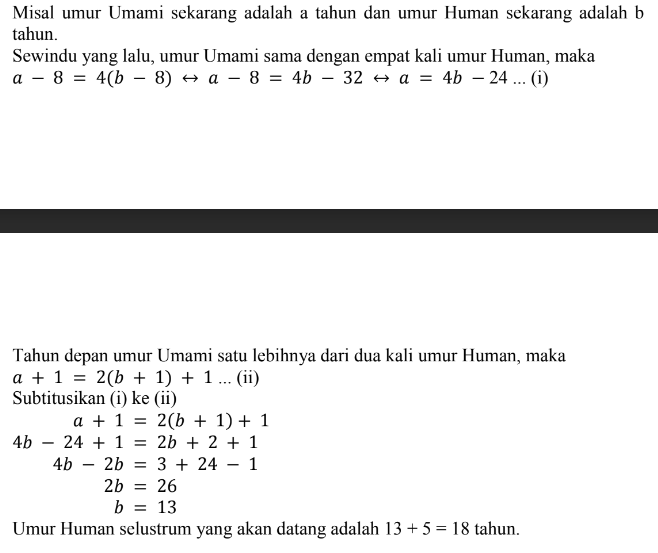 Misal umur Umami sekarang adalah a tahun dan umur Human sekarang adalah b
tahun.
Sewindu yang lalu, umur Umami sama dengan empat kali umur Human, maka
a − 8 = 4(b − 8) ↔ a − 8 = 4b − 32 ↔ a = 4b − 24 ... (i)
Tahun depan umur Umami satu lebihnya dari dua kali umur Human, maka
a + 1 = 2(b + 1) + 1 ... (ii)
Subtitusikan (i) ke (ii)
a + 1 = 2(b + 1) + 1
4b − 24 + 1 = 2b + 2 + 1
4b − 2b = 3 + 24 − 1
2b = 26
b = 13
Umur Human selustrum yang akan datang adalah 13 + 5 = 18 tahun.